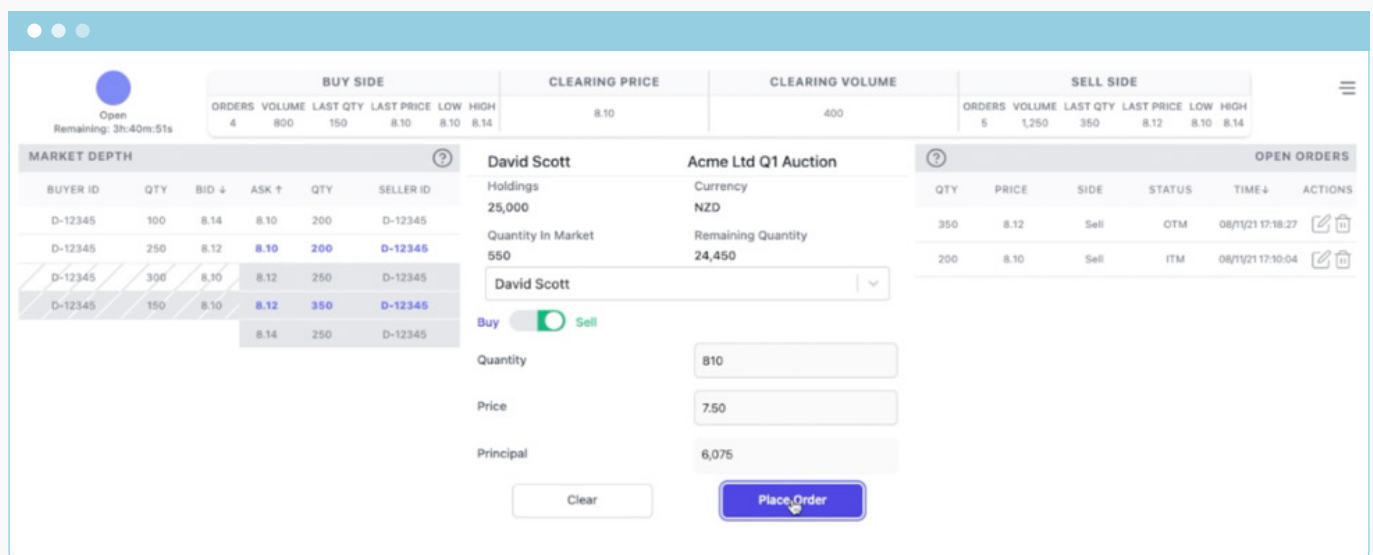 BUY SIDE CLEARING PRICE CLEARING VOLUME SELL SIDE
ORDERS VOLUME LAST QTY LAST PRICE LOW HIGH 8.10 400 ORDERS VOLUME LAST QTY LAST PRICE LOW HIGH
Open
4 800 150 8.10 8.10 8.14 5 1,250 350 8.12 8.10 8.14
Remaining: 3h:40m:51s
MARKET DEPTH ?
BUYER ID QTY BID ↓ ASK ↑ QTY SELLER ID
D-12345 100 8.14 8.10 200 D-12345
D-12345 250 8.12 8.10 200 D-12345
D-12345 300 8.10 8.12 250 D-12345
D-12345 150 8.10 8.12 350 D-12345
8.14 250 D-12345
David Scott Acme Ltd Q1 Auction
Holdings Currency
25,000 NZD
Quantity In Market Remaining Quantity
550 24,450
David Scott
Buy Sell
Quantity 810
Price 7.50
Principal 6,075
Clear Place Order
? OPEN ORDERS
QTY PRICE SIDE STATUS TIME↓ ACTIONS
350 8.12 Sell OTM 08/11/21 17:18:27
200 8.10 Sell ITM 08/11/21 17:10:04